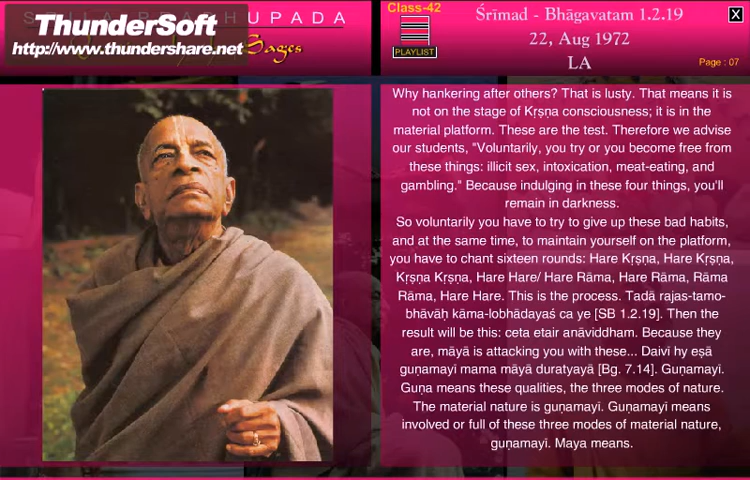 ThunderSoft
http://www.thundershare.net
UPADA
Sages
Class-42
PLAYLIST
Śrīmad - Bhāgavatam 1.2.19
22, Aug 1972
LA
X
Page : 07
Why hankering after others? That is lusty. That means it is
not on the stage of Kṛṣṇa consciousness; it is in the
material platform. These are the test. Therefore we advise
our students, "Voluntarily, you try or you become free from
these things: illicit sex, intoxication, meat-eating, and
gambling." Because indulging in these four things, you'll
remain in darkness.
So voluntarily you have to try to give up these bad habits,
and at the same time, to maintain yourself on the platform,
you have to chant sixteen rounds: Hare Kṛṣṇa, Hare Kṛṣṇa,
Kṛṣṇa Kṛṣṇa, Hare Hare/ Hare Rāma, Hare Rāma, Rāma
Rāma, Hare Hare. This is the process. Tadā rajas-tamo-
bhāvāḥ kāma-lobhādayaś ca ye [SB 1.2.19]. Then the
result will be this: ceta etair anāviddham. Because they
are, māyā is attacking you with these... Daivī hy eṣā
guṇamayī mama māyā duratyayā [Bg. 7.14]. Guṇamayī.
Guṇa means these qualities, the three modes of nature.
The material nature is guṇamayī. Guṇamayī means
involved or full of these three modes of material nature,
guṇamayī. Maya means.